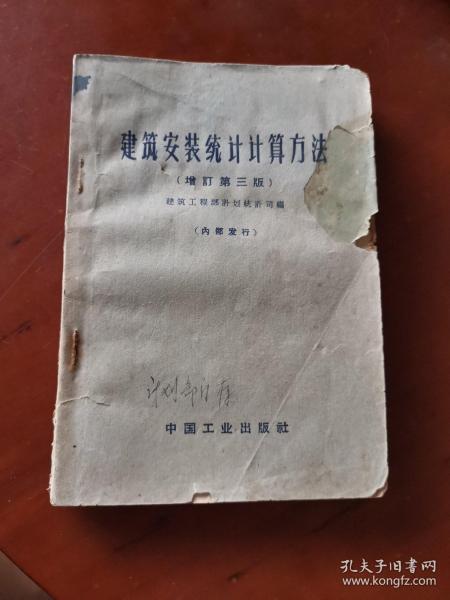 建筑安装统计计算方法
(增訂第三版)
建筑工程部計划統計司編
(内部发行)
中国工业出版社
孔夫子旧书网
www.kongfz.com